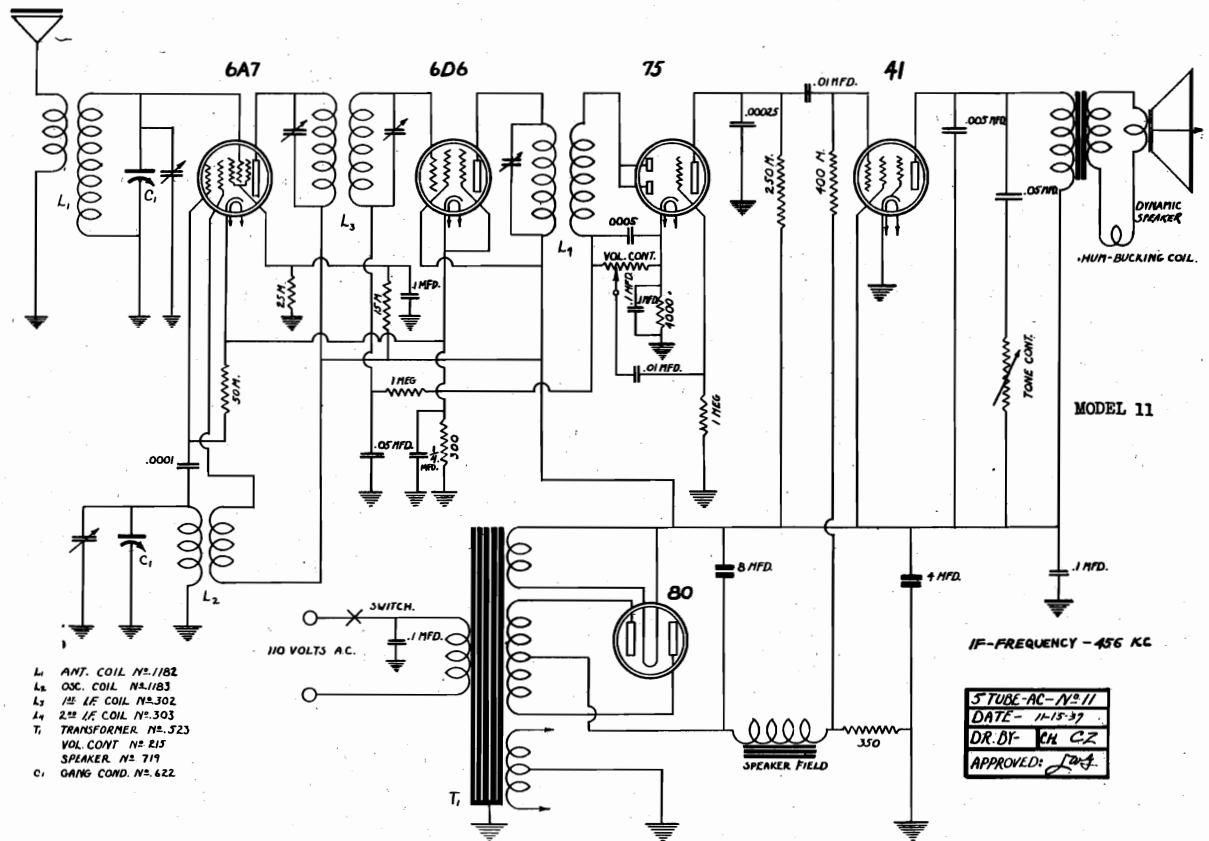 6A7
6D6
75
41
.01 MFD.
.00025
250 M.
400 M.
.005 MFD.
.05 MFD.
L1
C1
L3
L4
.0005
VOL. CONT.
.1 MFD.
.1 MFD
4000
DYNAMIC
SPEAKER
HUM-BUCKING COIL.
25 M.
15 M.
.1 MFD.
50 M.
1 MEG
.01 MFD.
1 MEG
TONE CONT.
MODEL 11
.0001
.05 MFD.
MFD.
300
C1
L2
8 MFD.
4 MFD.
.1 MFD.
80
SWITCH.
.1 MFD.
110 VOLTS A.C.
IF-FREQUENCY - 456 KC
350
SPEAKER FIELD
T1
L1 ANT. COIL No. 1182
L2 OSC. COIL No. 1183
L3 1st I.F. COIL No. 302
L4 2nd I.F. COIL No. 303
T1 TRANSFORMER No. 523
VOL. CONT No. 215
SPEAKER No. 719
C1 GANG COND. No. 622
5 TUBE-AC-No. 11
DATE- 11-15-37
DR. BY- CH CZ
APPROVED: